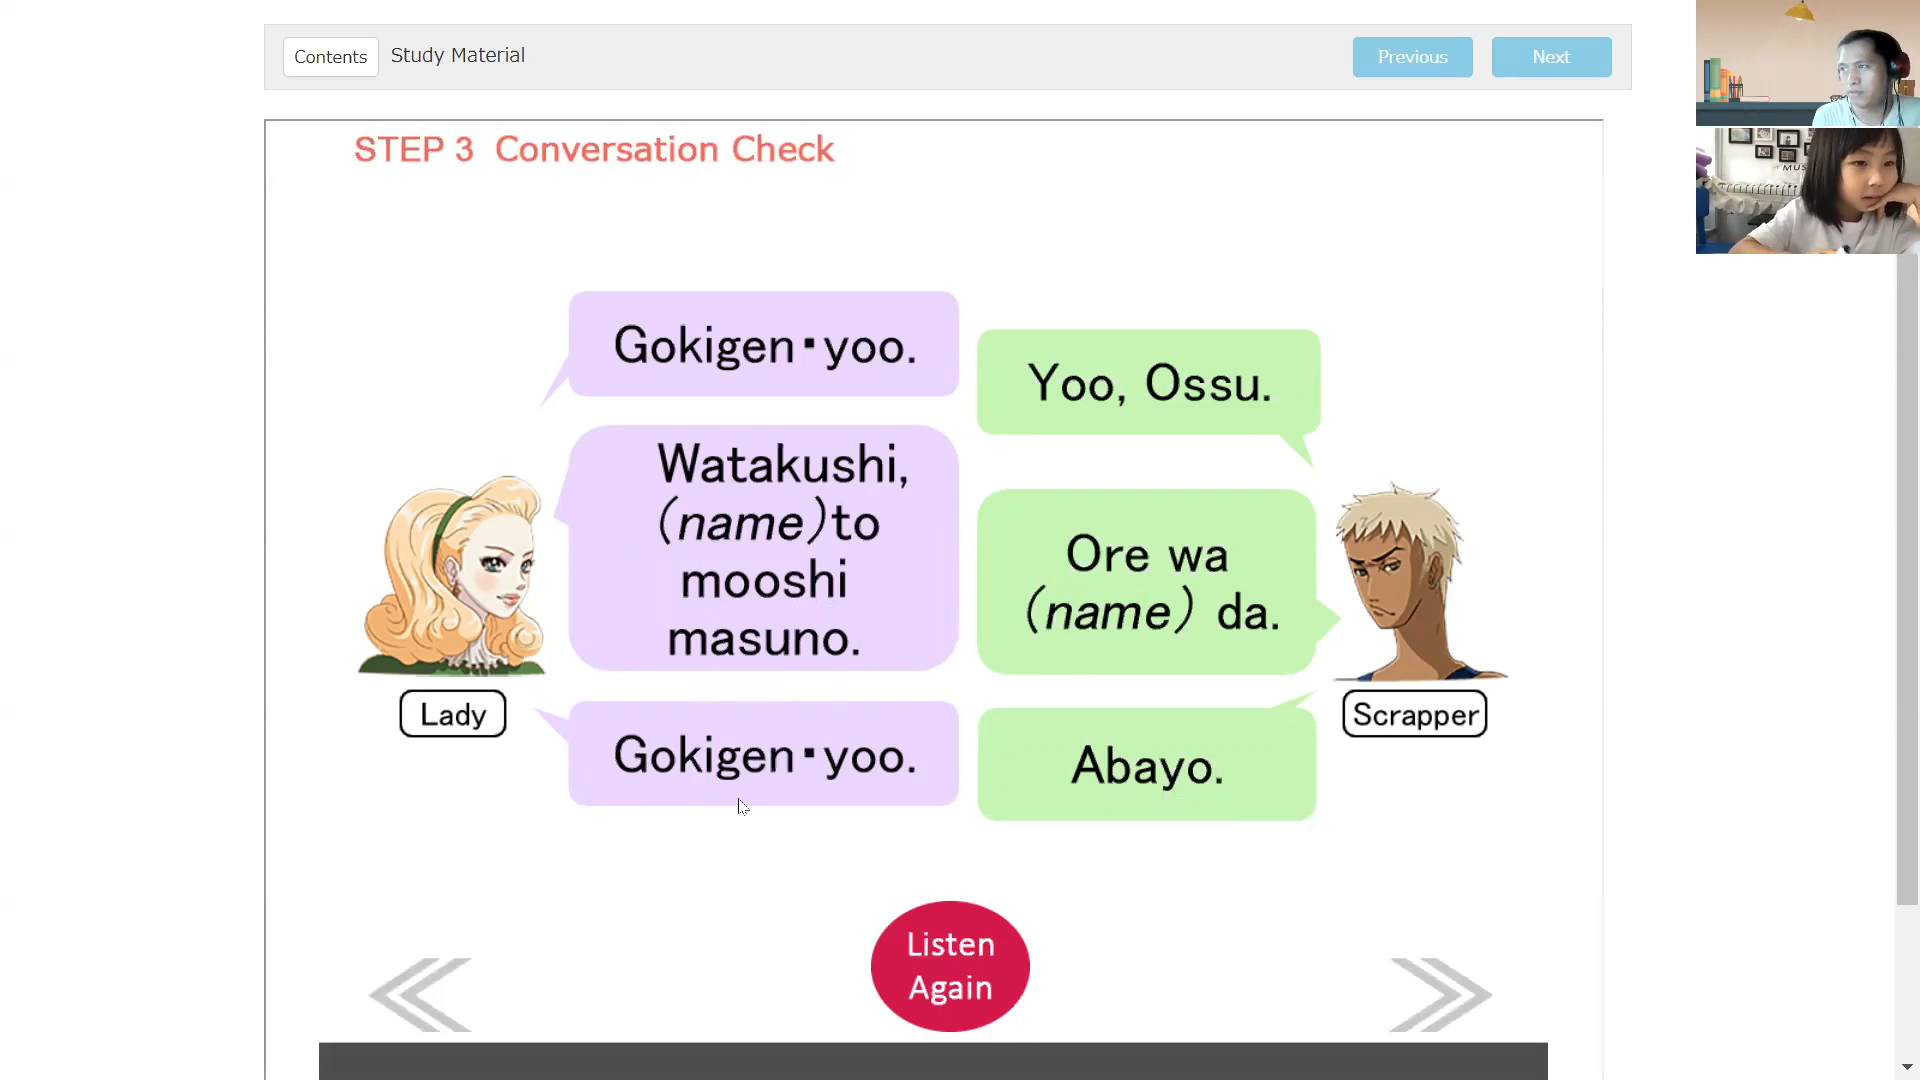 Contents Study Material
Previous Next
STEP 3 Conversation Check
Gokigen・yoo.
Yoo, Ossu.
Watakushi,
(name)to
mooshi
masuno.
Ore wa
(name) da.
Lady
Scrapper
Gokigen・yoo.
Abayo.
Listen
Again
MUS